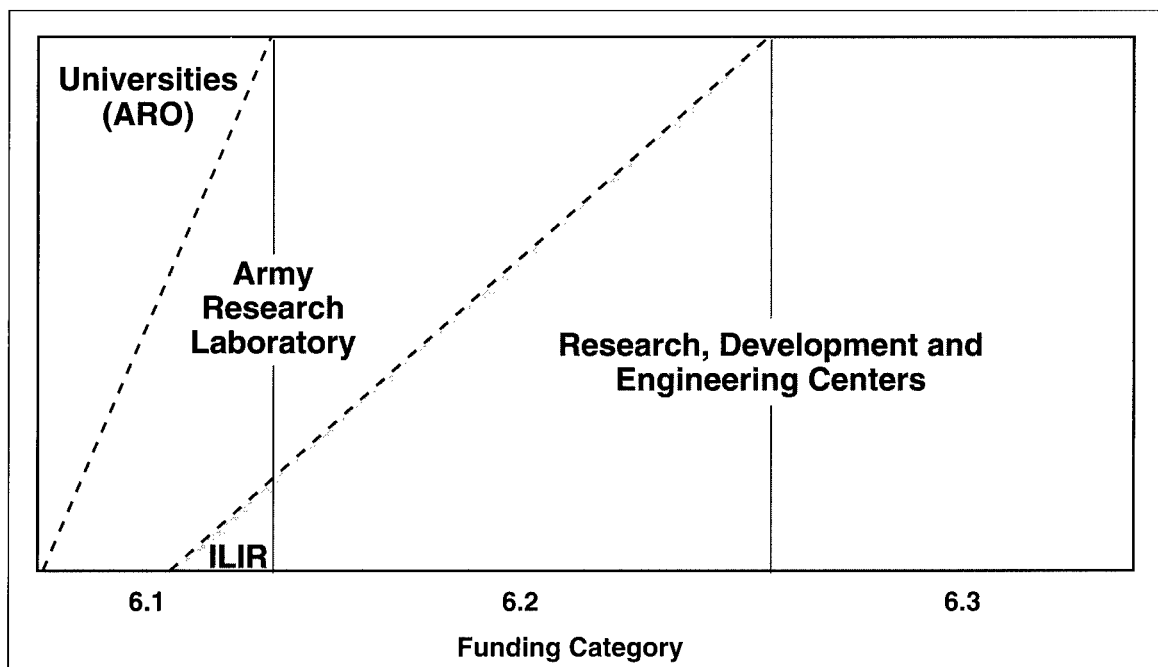 Universities
(ARO)
Army
Research
Laboratory
Research, Development and
Engineering Centers
ILIR
6.1
6.2
6.3
Funding Category